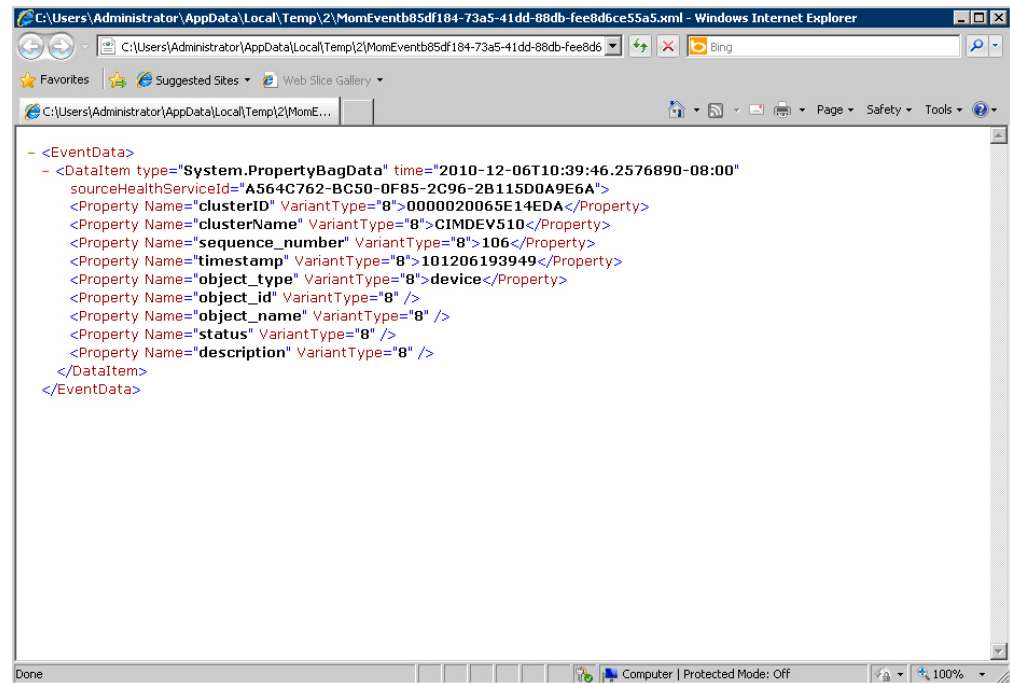 C:\Users\Administrator\AppData\Local\Temp\2\MomEventb85df184-73a5-41dd-88db-fee8d6ce55a5.xml - Windows Internet Explorer
C:\Users\Administrator\AppData\Local\Temp\2\MomEventb85df184-73a5-41dd-88db-fee8d6
Bing
Favorites Suggested Sites Web Slice Gallery
C:\Users\Administrator\AppData\Local\Temp\2\MomE... Page Safety Tools
- <EventData>
- <DataItem type="System.PropertyBagData" time="2010-12-06T10:39:46.2576890-08:00"
sourceHealthServiceId="A564C762-BC50-0F85-2C96-2B115D0A9E6A">
<Property Name="clusterID" VariantType="8">0000020065E14EDA</Property>
<Property Name="clusterName" VariantType="8">CIMDEV510</Property>
<Property Name="sequence_number" VariantType="8">106</Property>
<Property Name="timestamp" VariantType="8">101206193949</Property>
<Property Name="object_type" VariantType="8">device</Property>
<Property Name="object_id" VariantType="8" />
<Property Name="object_name" VariantType="8" />
<Property Name="status" VariantType="8" />
<Property Name="description" VariantType="8" />
</DataItem>
</EventData>
Done Computer | Protected Mode: Off 100%